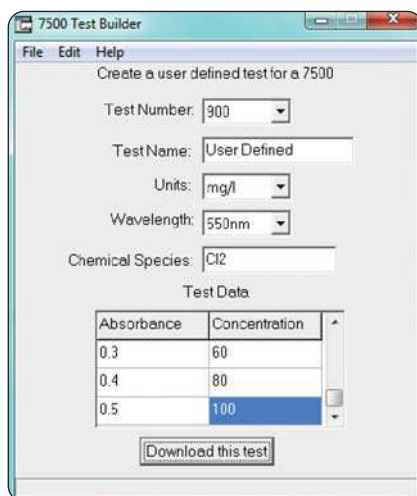 7500 Test Builder
File Edit Help
Create a user defined test for a 7500
Test Number: 900
Test Name: User Defined
Units: mg/l
Wavelength: 550nm
Chemical Species: Cl2
Test Data
Absorbance Concentration
0.3 60
0.4 80
0.5 100
Download this test